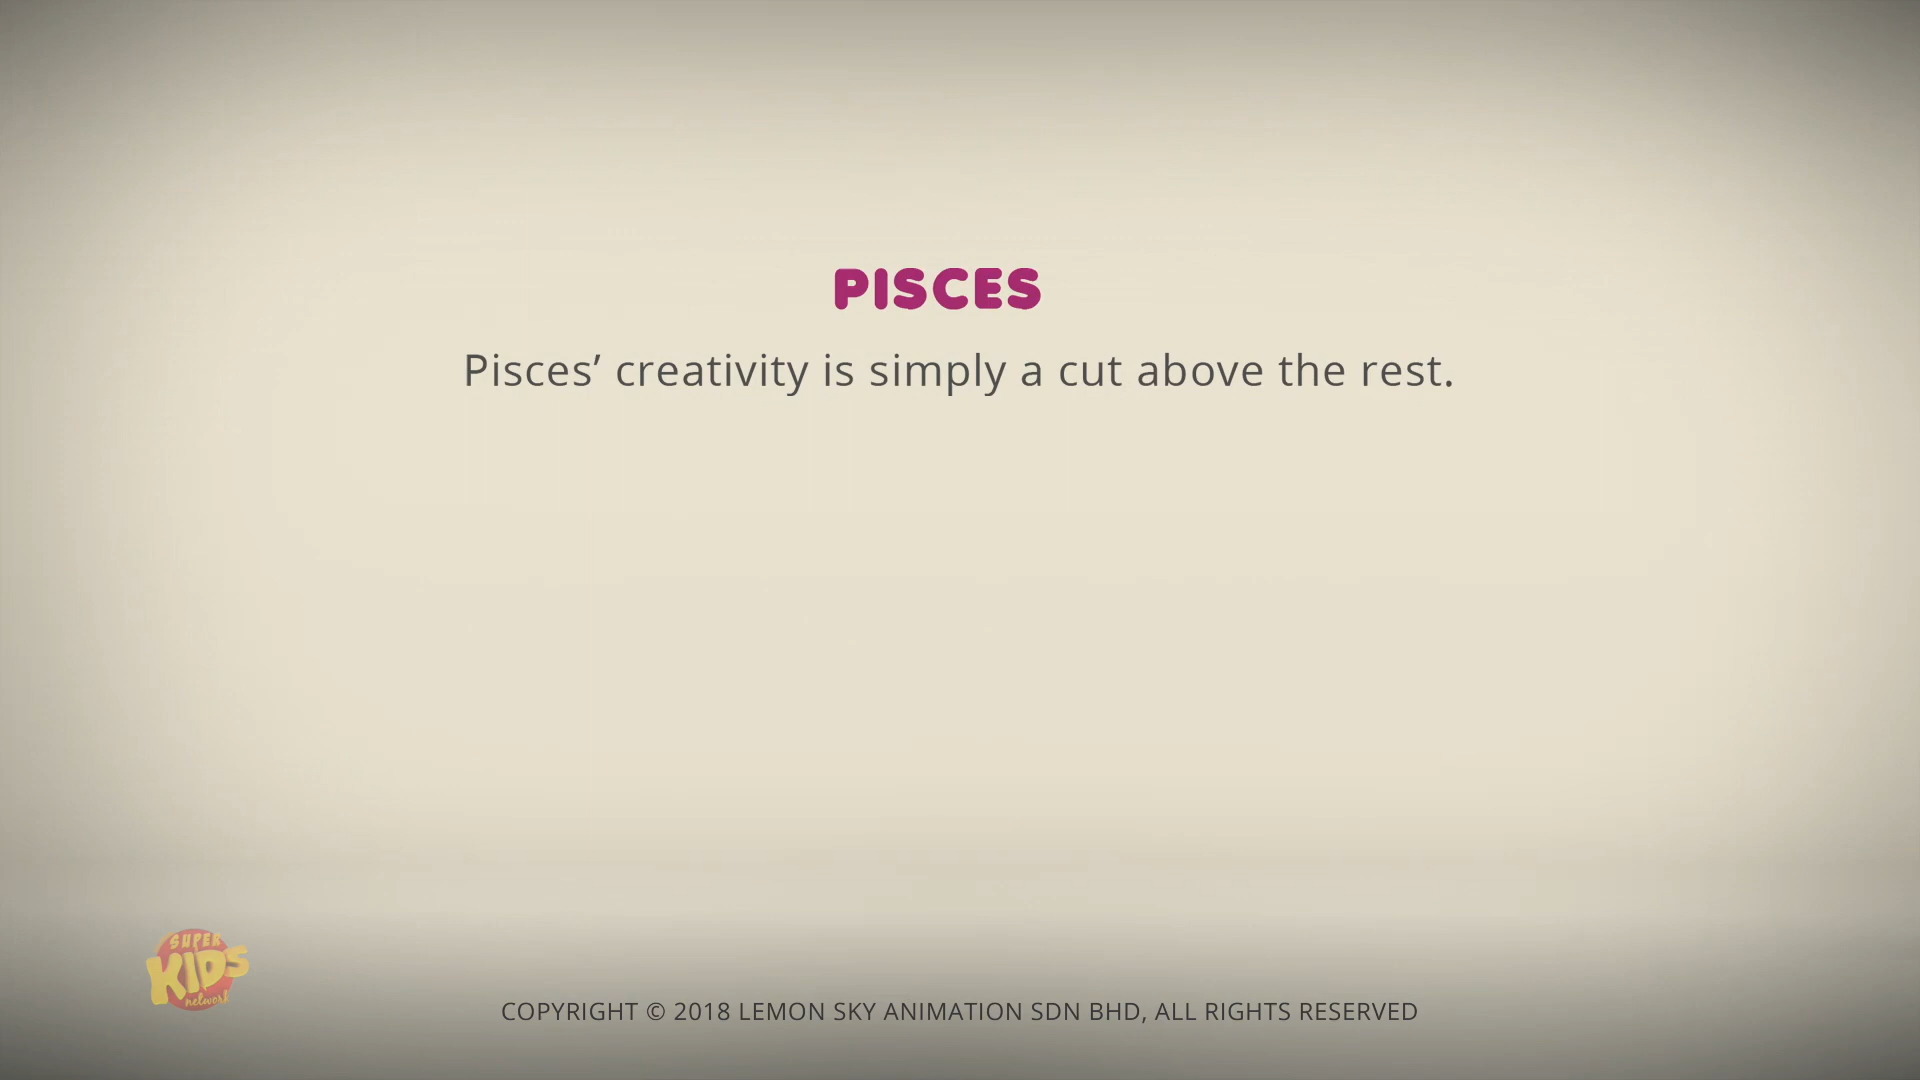 PISCES
Pisces’ creativity is simply a cut above the rest.
SUPER
KIDS
network
COPYRIGHT © 2018 LEMON SKY ANIMATION SDN BHD, ALL RIGHTS RESERVED